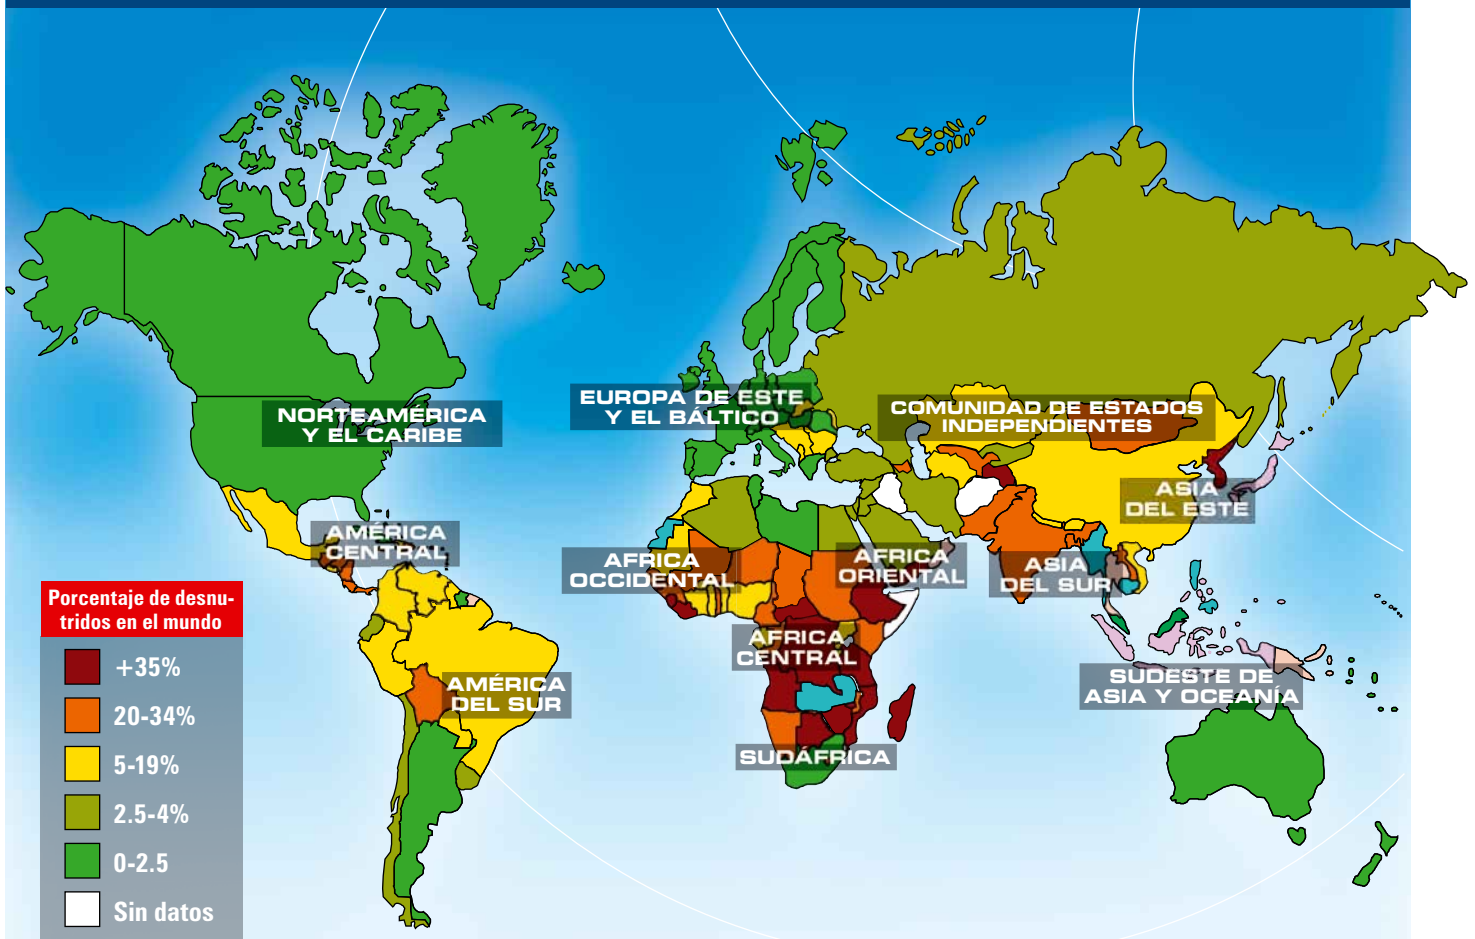 NORTEAMÉRICA
Y EL CARIBE
EUROPA DE ESTE
Y EL BÁLTICO
COMUNIDAD DE ESTADOS
INDEPENDIENTES
ASIA
DEL ESTE
AMÉRICA
CENTRAL
AFRICA
OCCIDENTAL
AFRICA
ORIENTAL
ASIA
DEL SUR
AFRICA
CENTRAL
SUDESTE DE
ASIA Y OCEANÍA
AMÉRICA
DEL SUR
SUDÁFRICA
Porcentaje de desnu-
tridos en el mundo
+35%
20-34%
5-19%
2.5-4%
0-2.5
Sin datos